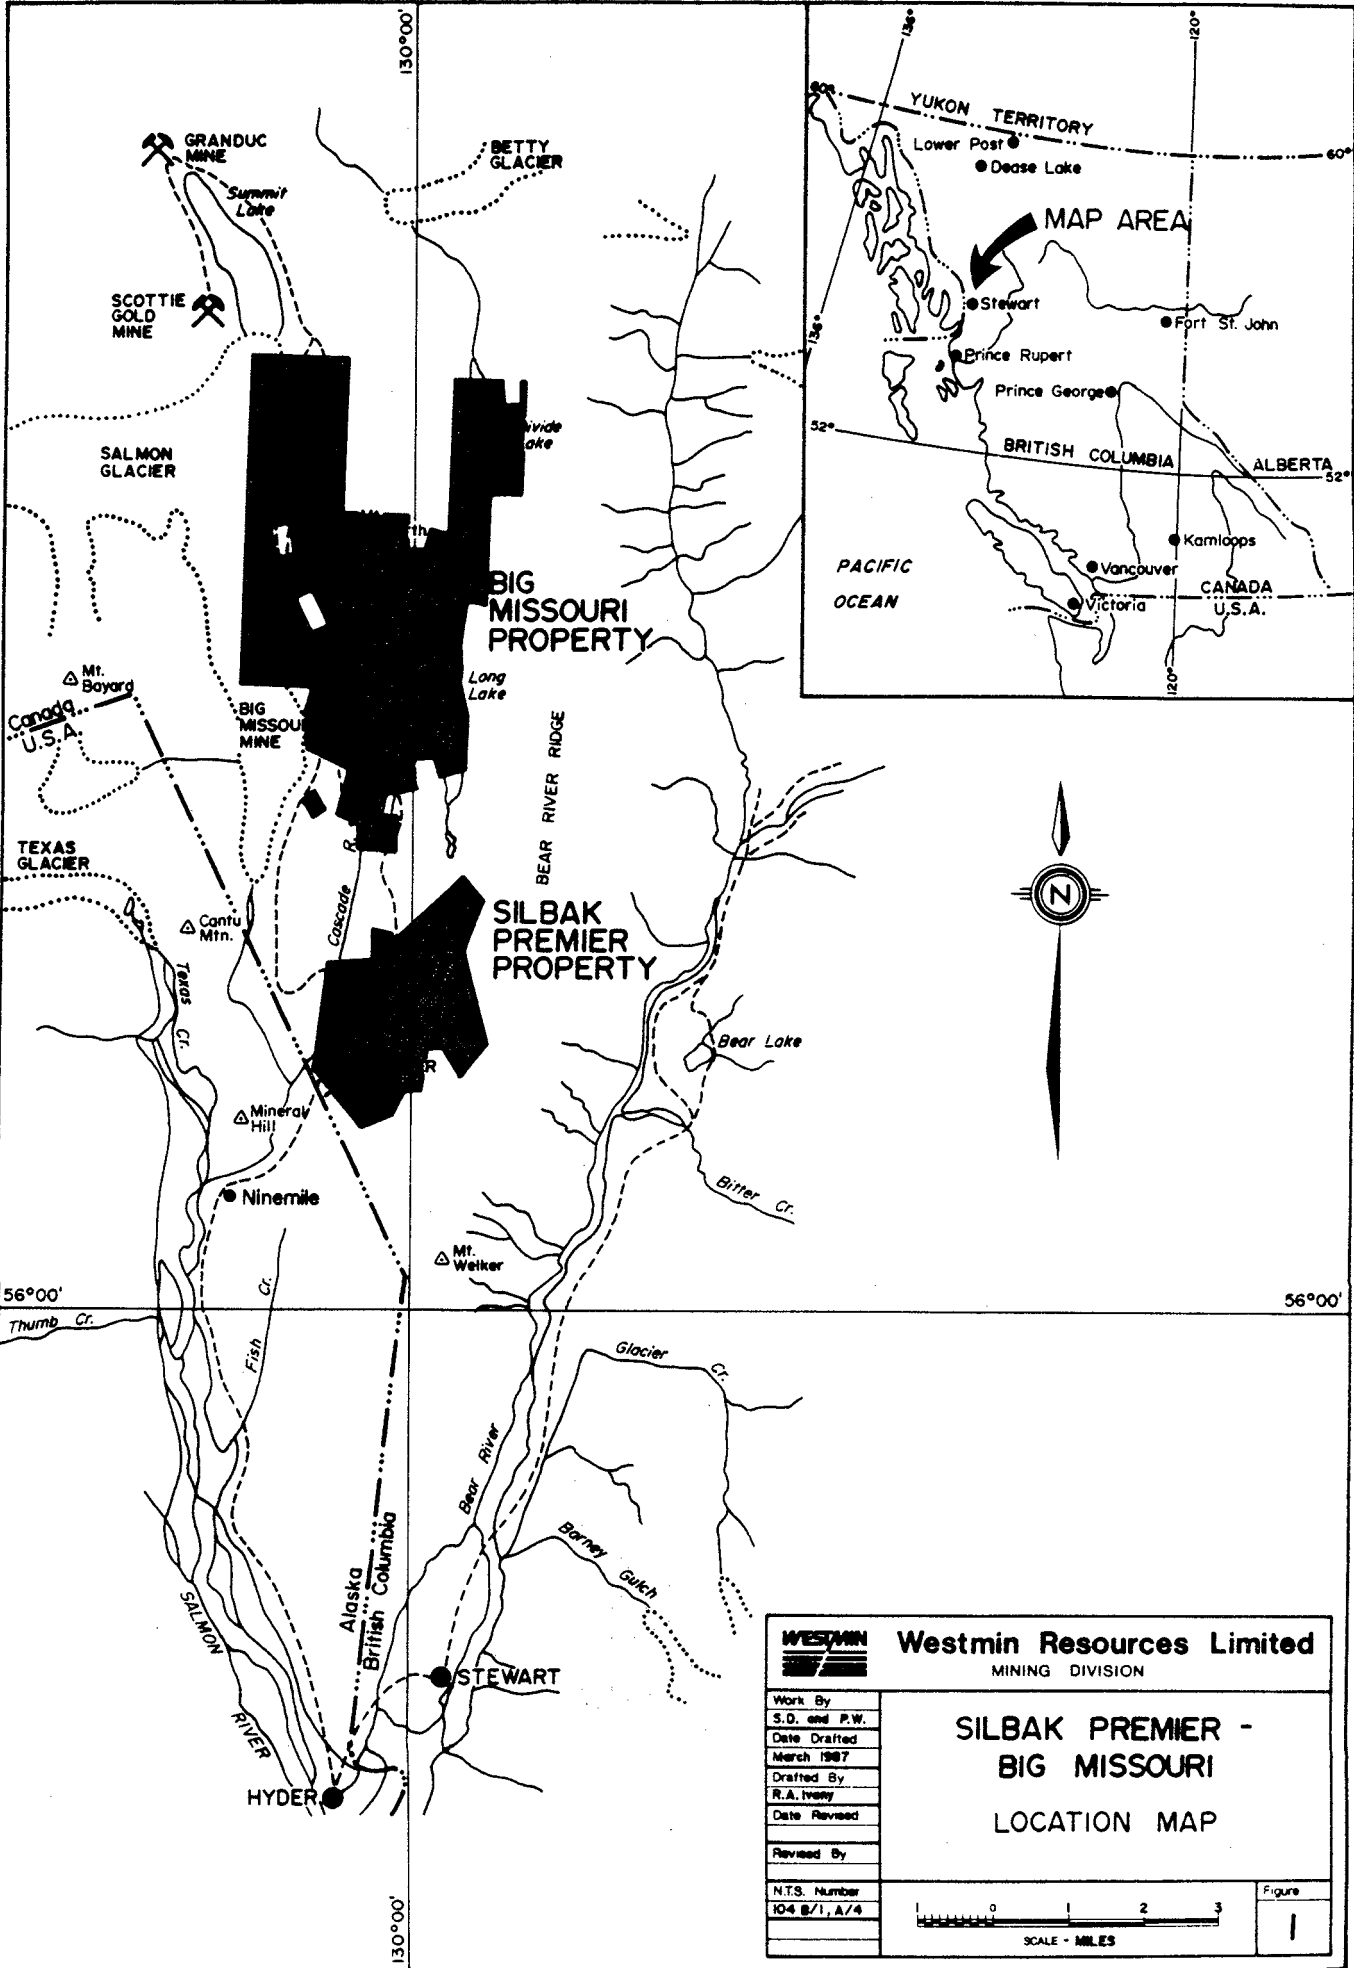 130°00'
GRANDUC
MINE
Summit
Lake
BETTY
GLACIER
SCOTTIE
GOLD
MINE
SALMON
GLACIER
BIG
MISSOURI
PROPERTY
Long
Lake
Mt.
Bayard
Canada
U.S.A.
BIG
MINE
BEAR RIVER RIDGE
TEXAS
GLACIER
Cantu
Mtn.
R.
Cascade
SILBAK
PREMIER
PROPERTY
Texas
Cr.
Bear Lake
Mineral
Hill
Ninemile
Bitter Cr.
Mt.
Welker
56°00'
56°00'
Thumb Cr.
Fish Cr.
Glacier Cr.
Bear River
Barney Gulch
Alaska
British Columbia
SALMON
RIVER
STEWART
HYDER
130°00'
136°
120°
60°
YUKON TERRITORY
Lower Post
60°
Dease Lake
MAP AREA
Stewart
Fort St. John
136°
Prince Rupert
Prince George
52°
BRITISH COLUMBIA
ALBERTA
52°
Kamloops
PACIFIC
OCEAN
Vancouver
Victoria
CANADA
U.S.A.
120°
N
WESTMIN
Westmin Resources Limited
MINING DIVISION
Work By
S.D. and P.W.
Date Drafted
March 1987
Drafted By
R.A. Iveny
Date Revised
Revised By
N.T.S. Number
104 B/1, A/4
SILBAK PREMIER -
BIG MISSOURI
LOCATION MAP
1 0 1 2 3
SCALE - MILES
Figure
1